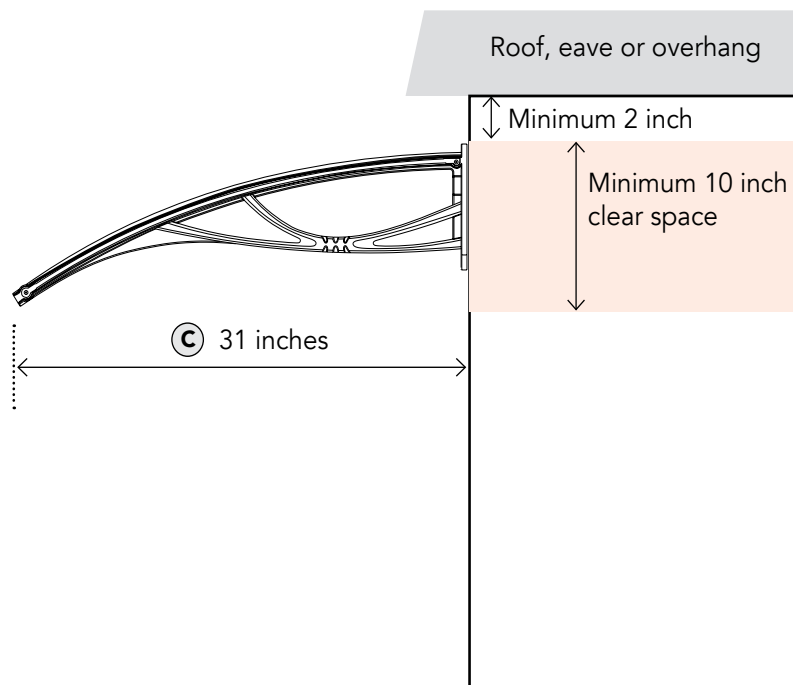 Roof, eave or overhang
Minimum 2 inch
Minimum 10 inch
clear space
C 31 inches